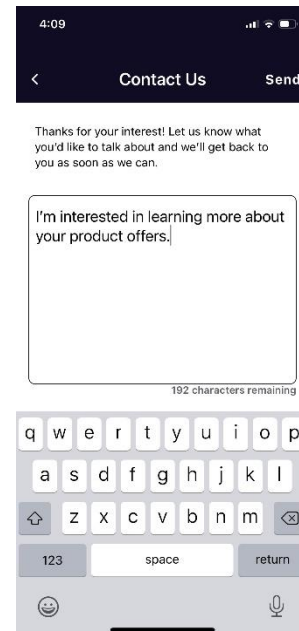 4:09
Contact Us
Send
Thanks for your interest! Let us know what
you'd like to talk about and we'll get back to
you as soon as we can.
I'm interested in learning more about
your product offers.
192 characters remaining
q w e r t y u i o p
a s d f g h j k l
z x c v b n m
123 space return